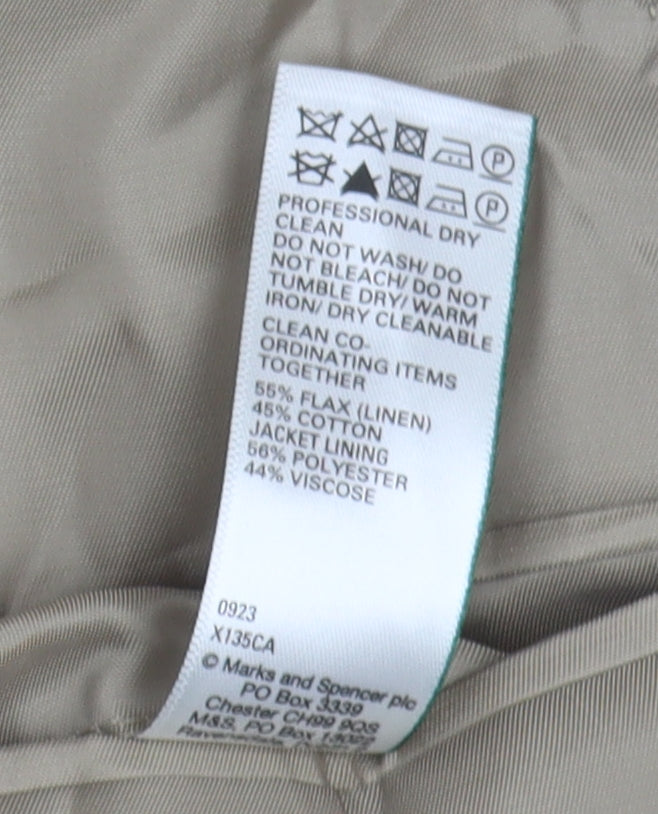 P
P
PROFESSIONAL DRY
CLEAN
DO NOT WASH/ DO
NOT BLEACH/ DO NOT
TUMBLE DRY/ WARM
IRON/ DRY CLEANABLE
CLEAN CO-
ORDINATING ITEMS
TOGETHER
55% FLAX (LINEN)
45% COTTON
JACKET LINING
56% POLYESTER
44% VISCOSE
0923
X135CA
© Marks and Spencer plc
PO Box 3339
Chester CH99 9QS
M&S, PO Box